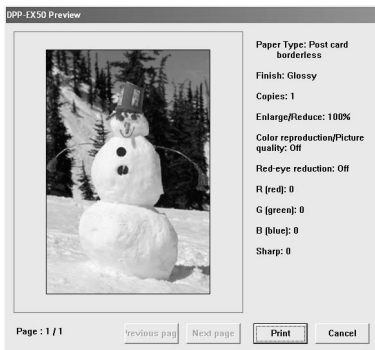 DPP-EX50 Preview
Paper Type: Post card
borderless
Finish: Glossy
Copies: 1
Enlarge/Reduce: 100%
Color reproduction/Picture
quality: Off
Red-eye reduction: Off
R (red): 0
G (green): 0
B (blue): 0
Sharp: 0
Page : 1 / 1
Previous pag
Next page
Print
Cancel